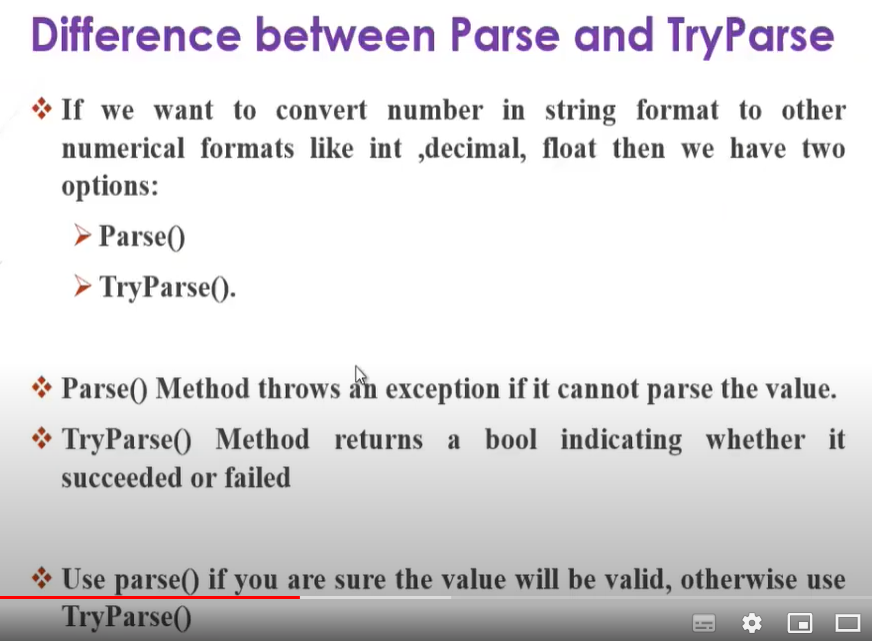 Difference between Parse and TryParse
If we want to convert number in string format to other
numerical formats like int ,decimal, float then we have two
options:
Parse()
TryParse().
Parse() Method throws an exception if it cannot parse the value.
TryParse() Method returns a bool indicating whether it
succeeded or failed
Use parse() if you are sure the value will be valid, otherwise use
TryParse()